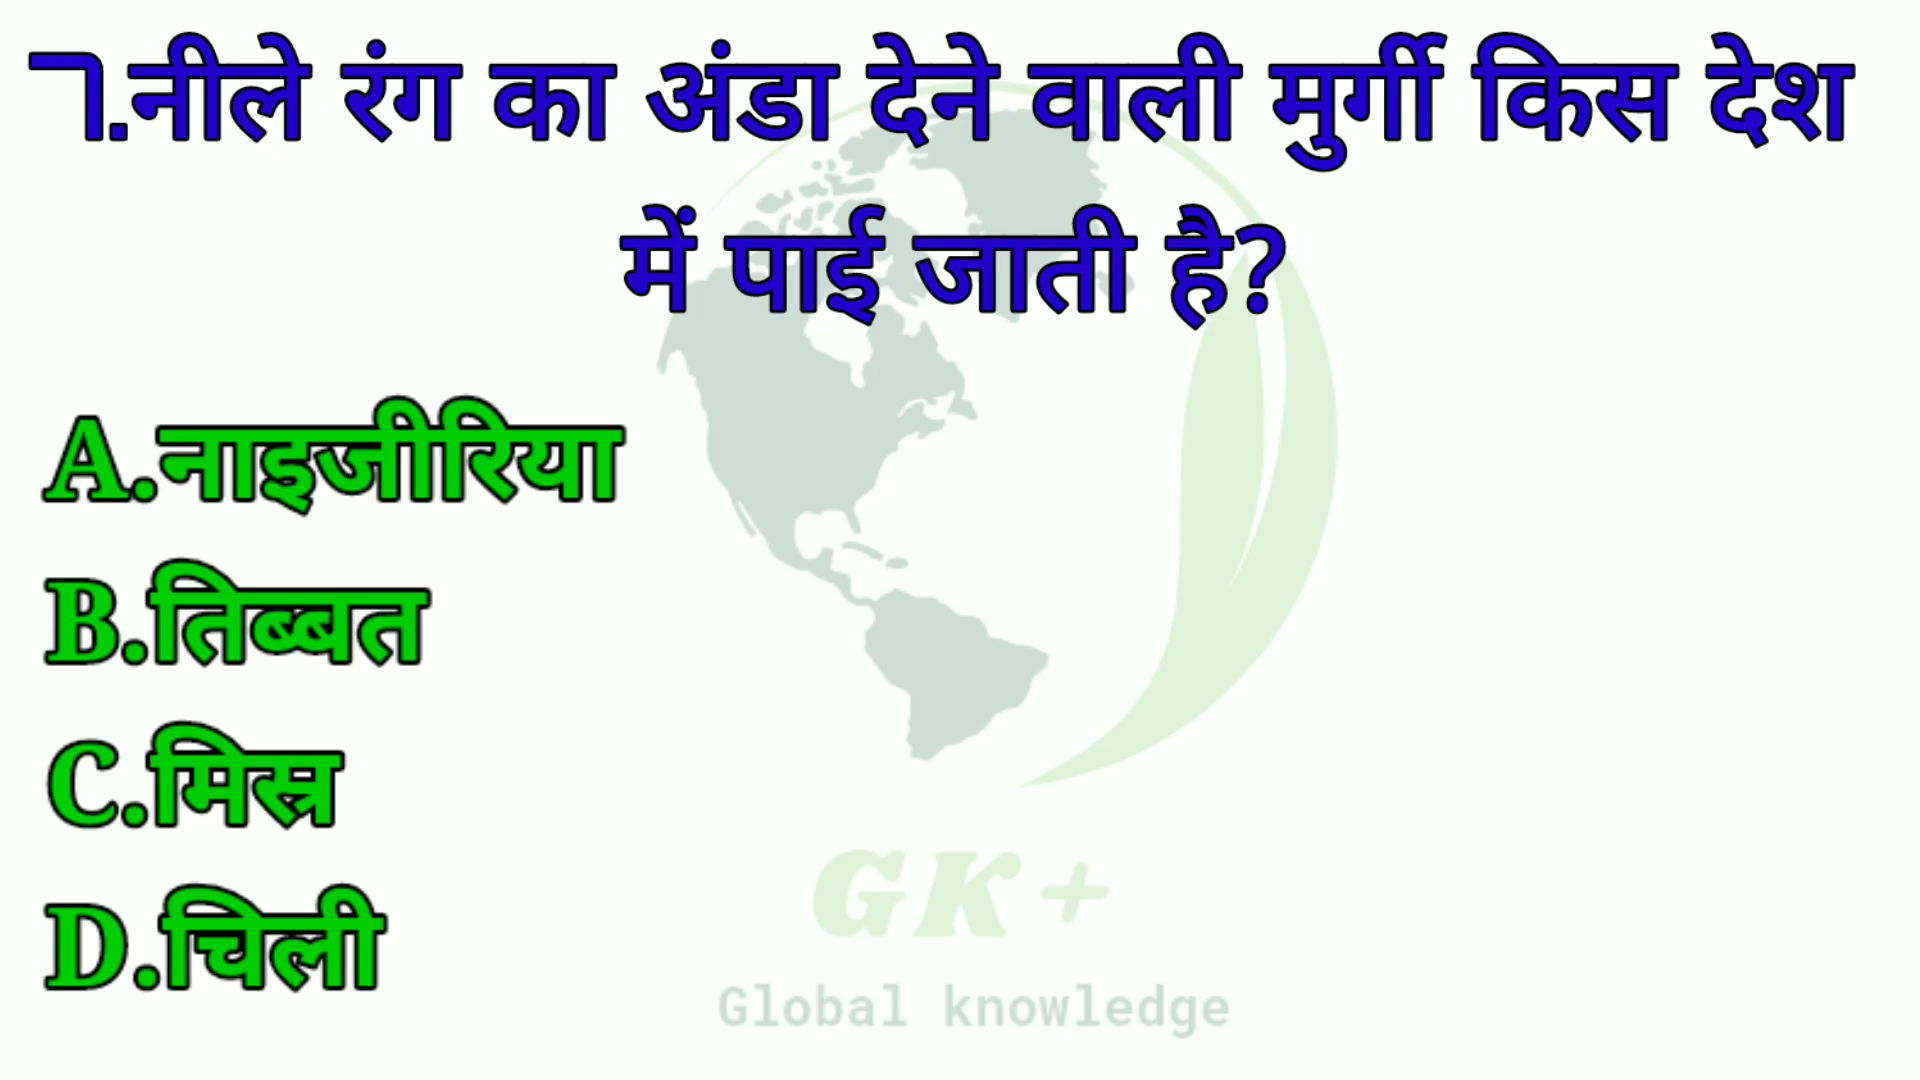 7.नीले रंग का अंडा देने वाली मुर्गी किस देश
में पाई जाती है?
A.नाइजीरिया
B.तिब्बत
C.मिस्र
D.चिली
GK+
Global knowledge